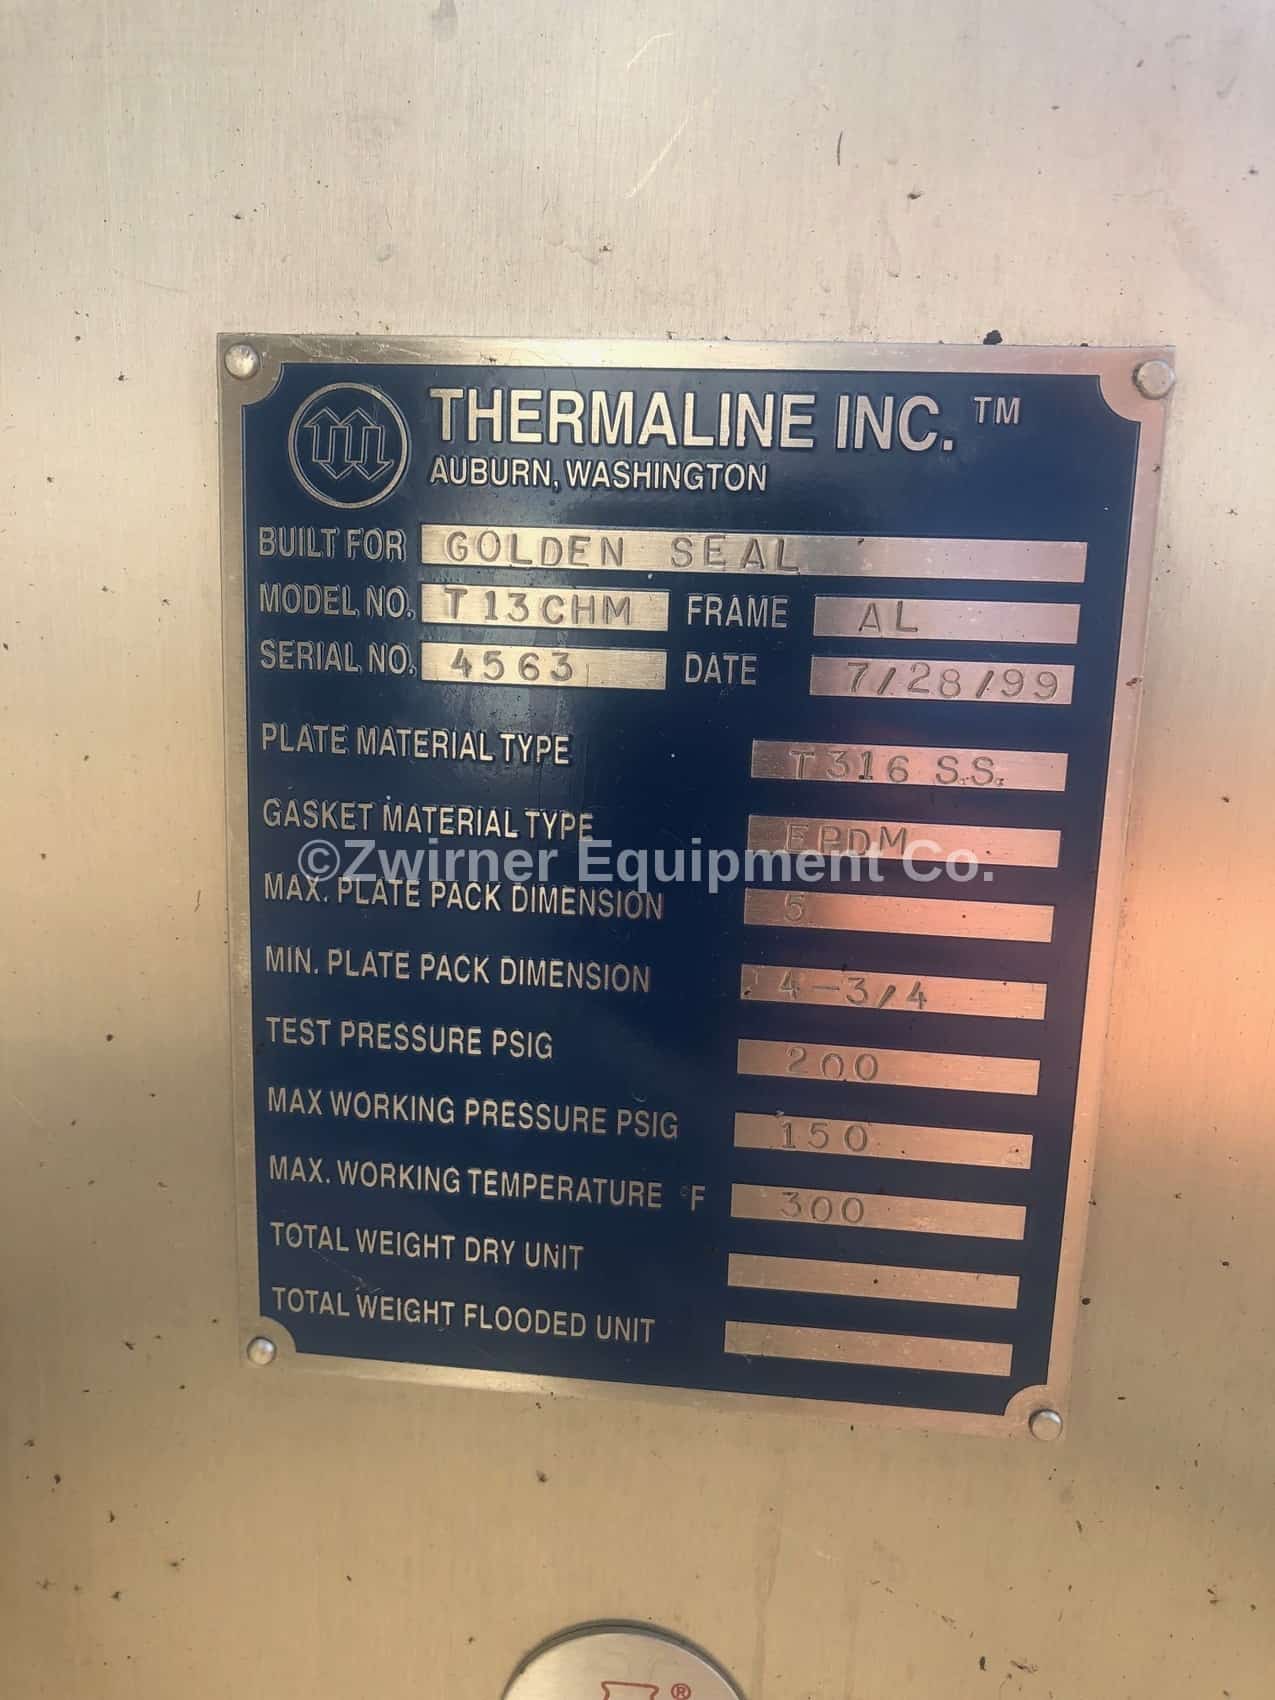 THERMALINE INC.™
AUBURN, WASHINGTON
BUILT FOR GOLDEN SEAL
MODEL NO. T13CHM FRAME AL
SERIAL NO. 4563 DATE 7/28/99
PLATE MATERIAL TYPE T316 S.S.
GASKET MATERIAL TYPE EPDM
©Zwirner Equipment Co.
MAX. PLATE PACK DIMENSION 5
MIN. PLATE PACK DIMENSION 4-3/4
TEST PRESSURE PSIG 200
MAX WORKING PRESSURE PSIG 150
MAX. WORKING TEMPERATURE °F 300
TOTAL WEIGHT DRY UNIT
TOTAL WEIGHT FLOODED UNIT
®